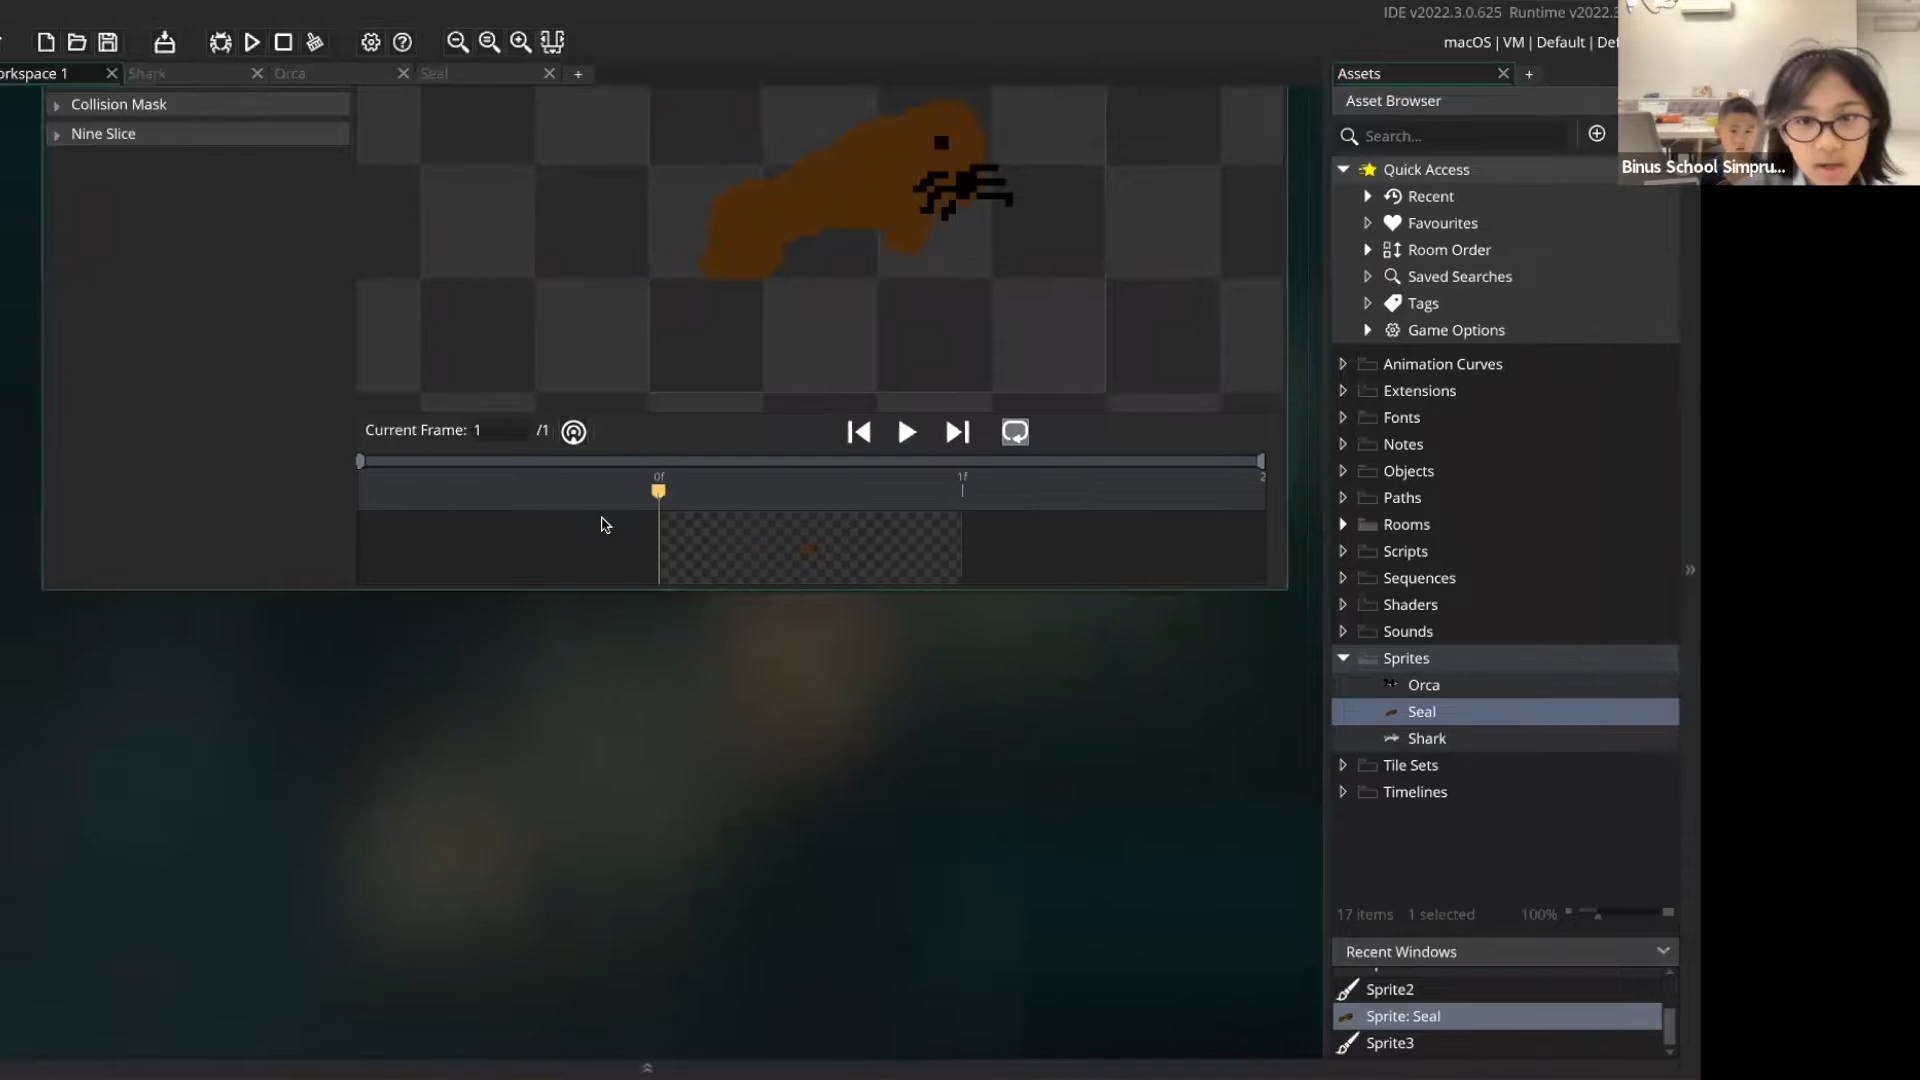 IDE v2022.3.0.625 Runtime v2022.3
macOS | VM | Default | Def
orkspace 1
Shark
Orca
Seal
Assets
Collision Mask
Nine Slice
Asset Browser
Search...
Binus School Simpru...
Quick Access
Recent
Favourites
Room Order
Saved Searches
Tags
Game Options
Animation Curves
Extensions
Fonts
Notes
Objects
Paths
Rooms
Scripts
Sequences
Shaders
Sounds
Sprites
Orca
Seal
Shark
Tile Sets
Timelines
Current Frame: 1 /1
0f
1f
2
17 items 1 selected 100%
Recent Windows
Sprite2
Sprite: Seal
Sprite3